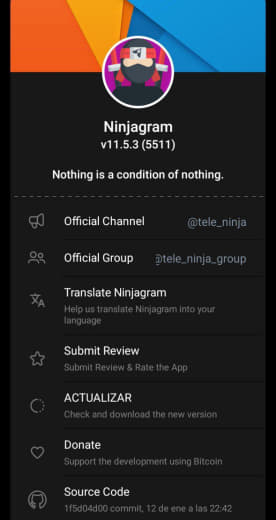 Ninjagram
v11.5.3 (5511)
Nothing is a condition of nothing.
Official Channel @tele_ninja
Official Group @tele_ninja_group
Translate Ninjagram
Help us translate Ninjagram into your
language
Submit Review
Submit Review & Rate the App
ACTUALIZAR
Check and download the new version
Donate
Support the development using Bitcoin
Source Code
1f5d04d00 commit, 12 de ene a las 22:42